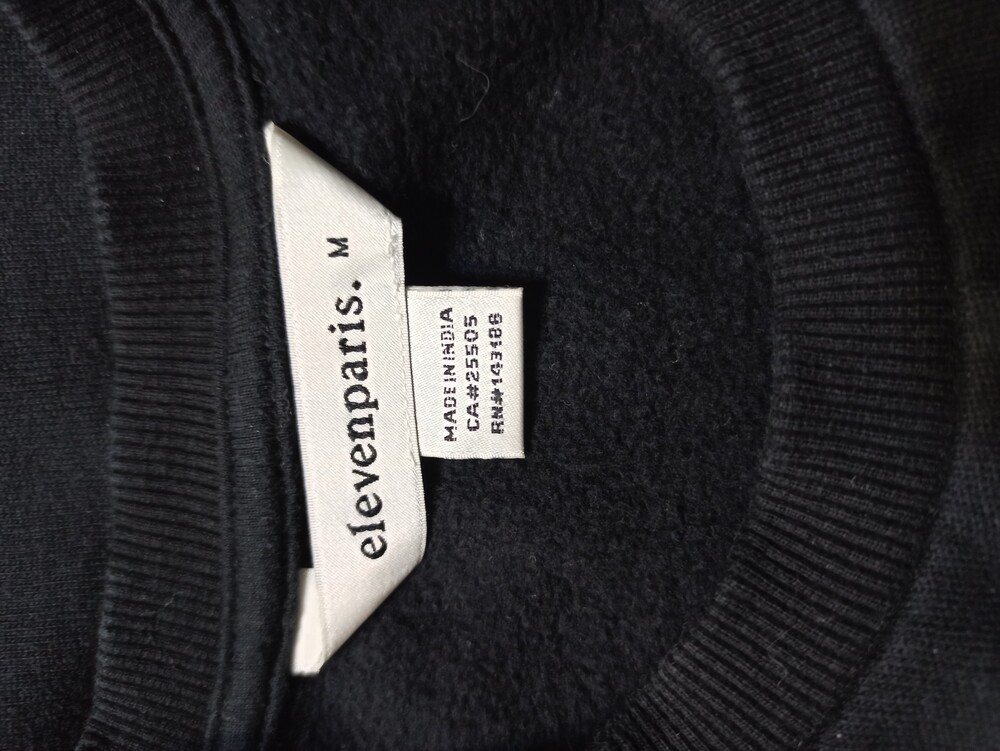 elevenparis. M
MADE IN INDIA
CA#25505
RN#143188